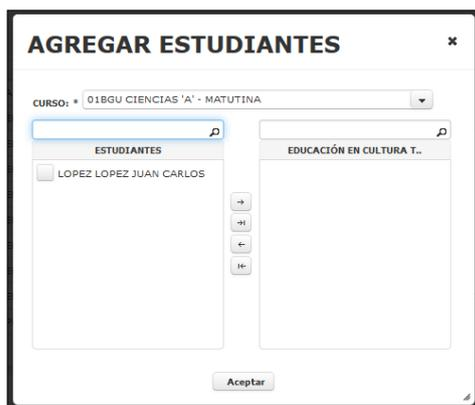 AGREGAR ESTUDIANTES
CURSO: * 01BGU CIENCIAS 'A' - MATUTINA
ESTUDIANTES
EDUCACIÓN EN CULTURA T..
LOPEZ LOPEZ JUAN CARLOS
Aceptar